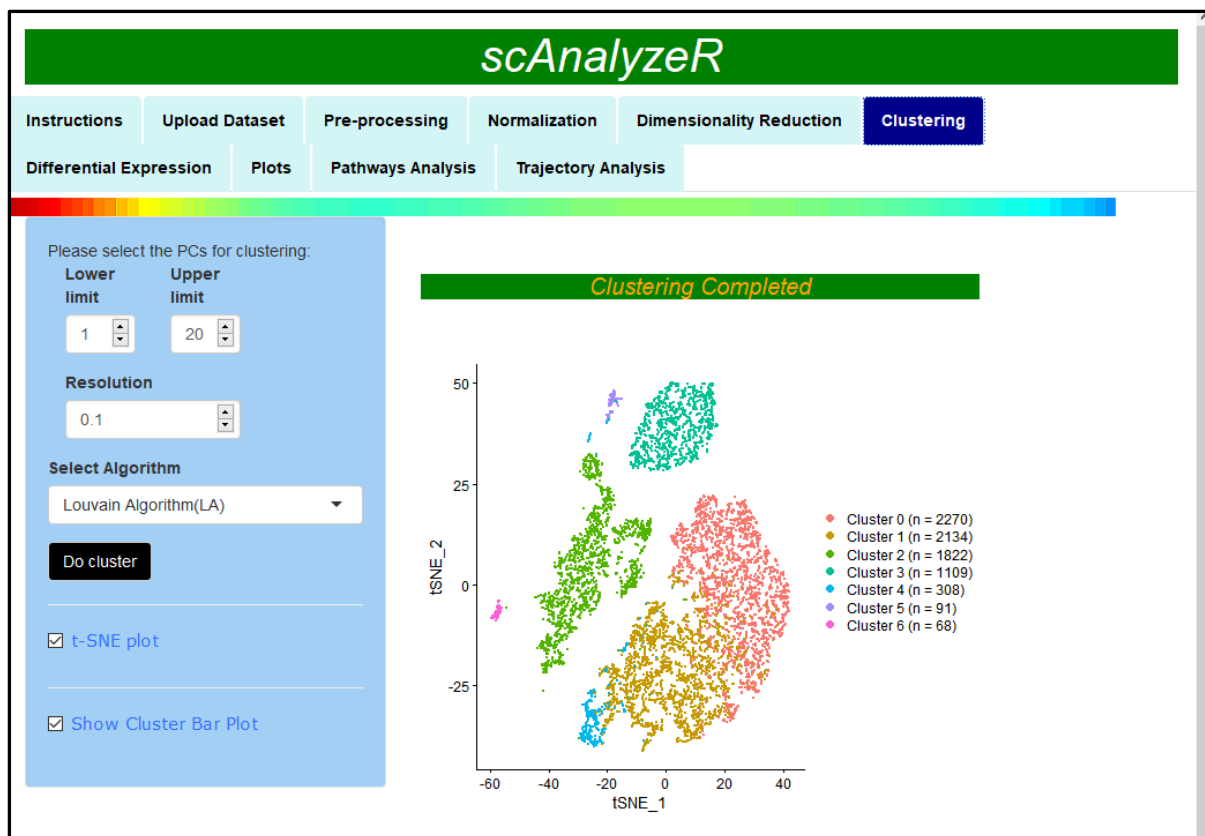 scAnalyzeR
Instructions Upload Dataset Pre-processing Normalization Dimensionality Reduction Clustering
Differential Expression Plots Pathways Analysis Trajectory Analysis
Please select the PCs for clustering:
Lower limit
Upper limit
1
20
Resolution
0.1
Select Algorithm
Louvain Algorithm(LA)
Do cluster
t-SNE plot
Show Cluster Bar Plot
Clustering Completed
50
25
0
-25
tSNE_2
-60 -40 -20 0 20 40
tSNE_1
Cluster 0 (n = 2270)
Cluster 1 (n = 2134)
Cluster 2 (n = 1822)
Cluster 3 (n = 1109)
Cluster 4 (n = 308)
Cluster 5 (n = 91)
Cluster 6 (n = 68)